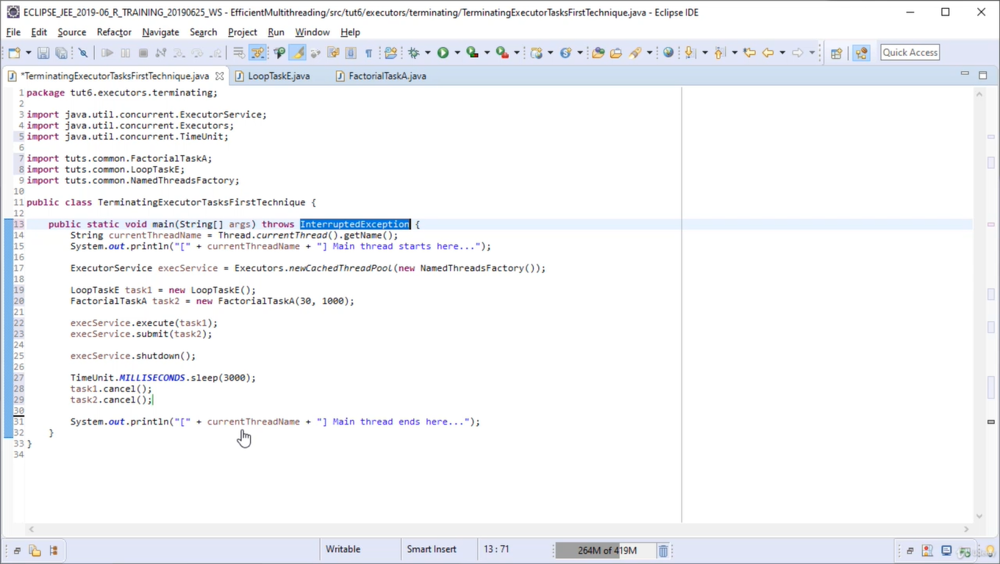 ECLIPSE_JEE_2019-06_R_TRAINING_20190625_WS - EfficientMultithreading/src/tut6/executors/terminating/TerminatingExecutorTasksFirstTechnique.java - Eclipse IDE
File Edit Source Refactor Navigate Search Project Run Window Help
Quick Access
*TerminatingExecutorTasksFirstTechnique.java LoopTaskE.java FactorialTaskA.java
1 package tut6.executors.terminating;
2
3 import java.util.concurrent.ExecutorService;
4 import java.util.concurrent.Executors;
5 import java.util.concurrent.TimeUnit;
6
7 import tuts.common.FactorialTaskA;
8 import tuts.common.LoopTaskE;
9 import tuts.common.NamedThreadsFactory;
10
11 public class TerminatingExecutorTasksFirstTechnique {
12
13 public static void main(String[] args) throws InterruptedException {
14 String currentThreadName = Thread.currentThread().getName();
15 System.out.println("[" + currentThreadName + "] Main thread starts here...");
16
17 ExecutorService execService = Executors.newCachedThreadPool(new NamedThreadsFactory());
18
19 LoopTaskE task1 = new LoopTaskE();
20 FactorialTaskA task2 = new FactorialTaskA(30, 1000);
21
22 execService.execute(task1);
23 execService.submit(task2);
24
25 execService.shutdown();
26
27 TimeUnit.MILLISECONDS.sleep(3000);
28 task1.cancel();
29 task2.cancel();
30
31 System.out.println("[" + currentThreadName + "] Main thread ends here...");
32 }
33 }
34
Writable Smart Insert 13 : 71 264M of 419M